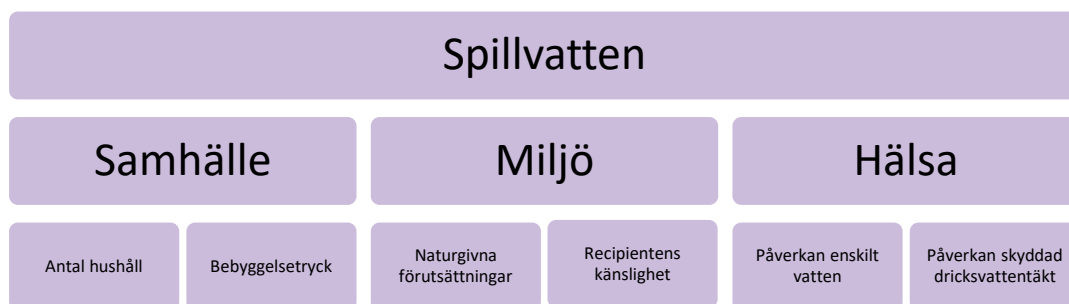 Spillvatten
Samhälle
Miljö
Hälsa
Antal hushåll
Bebyggelsetryck
Naturgivna
förutsättningar
Recipientens
känslighet
Påverkan enskilt
vatten
Påverkan skyddad
dricksvattentäkt